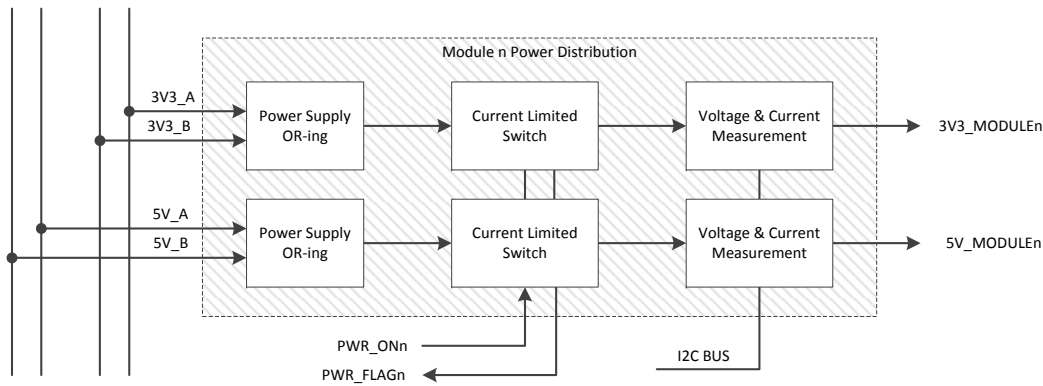 Module n Power Distribution
3V3_A
3V3_B
Power Supply
OR-ing
Current Limited
Switch
Voltage & Current
Measurement
3V3_MODULEn
5V_A
5V_B
Power Supply
OR-ing
Current Limited
Switch
Voltage & Current
Measurement
5V_MODULEn
PWR_ONn
PWR_FLAGn
I2C BUS